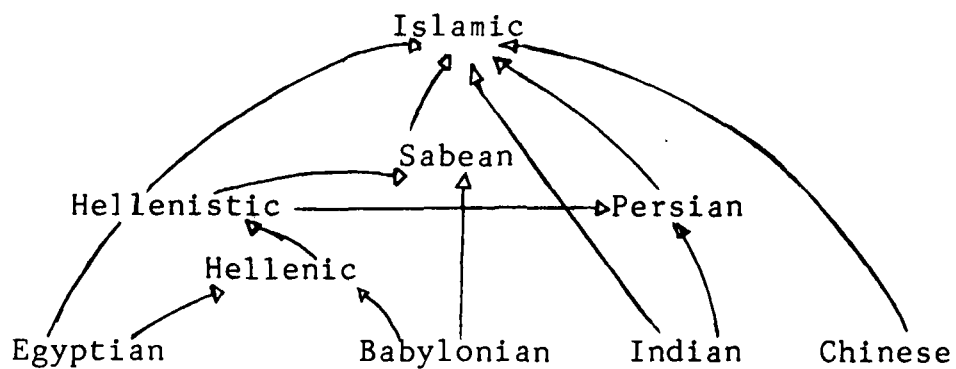 Islamic
Sabean
Hellenistic Persian
Hellenic
Egyptian Babylonian Indian Chinese